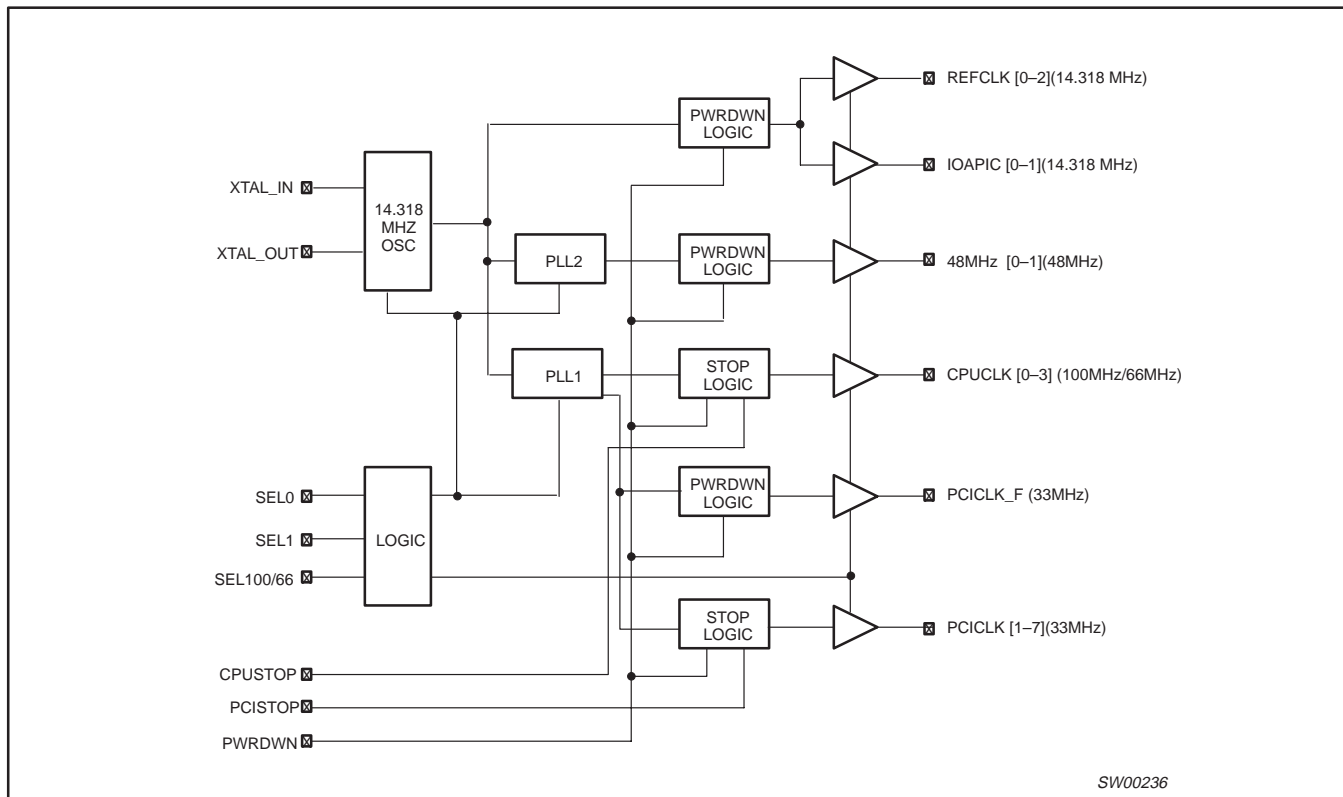 REFCLK [0–2](14.318 MHz)
PWRDWN
LOGIC
IOAPIC [0–1](14.318 MHz)
XTAL_IN
14.318
MHZ
OSC
XTAL_OUT
PLL2
PWRDWN
LOGIC
48MHz [0–1](48MHz)
PLL1
STOP
LOGIC
CPUCLK [0–3] (100MHz/66MHz)
SEL0
PWRDWN
LOGIC
PCICLK_F (33MHz)
SEL1
LOGIC
SEL100/66
STOP
LOGIC
PCICLK [1–7](33MHz)
CPUSTOP
PCISTOP
PWRDWN
SW00236